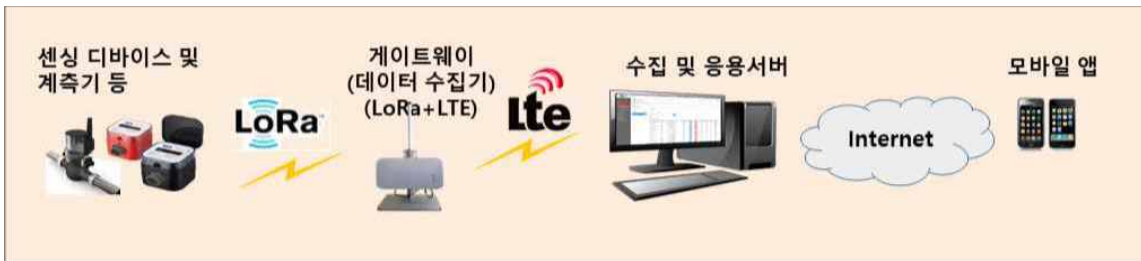 센싱 디바이스 및
계측기 등
LoRa
게이트웨이
(데이터 수집기)
(LoRa+LTE)
Lte
수집 및 응용서버
Internet
모바일 앱